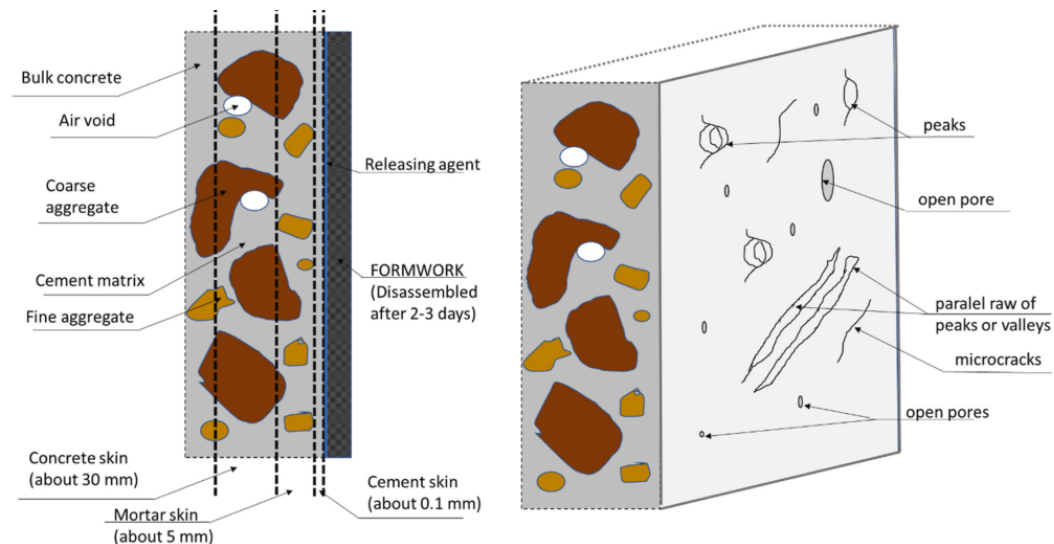 Bulk concrete
Air void
Coarse
aggregate
Cement matrix
Fine aggregate
Concrete skin
(about 30 mm)
Mortar skin
(about 5 mm)
Cement skin
(about 0.1 mm)
Releasing agent
FORMWORK
(Disassembled
after 2-3 days)
peaks
open pore
paralel raw of
peaks or valleys
microcracks
open pores